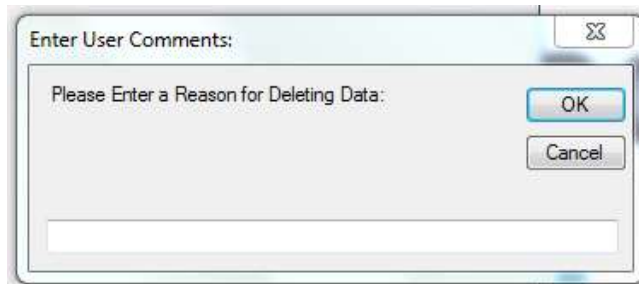 Enter User Comments:
Please Enter a Reason for Deleting Data:
OK
Cancel